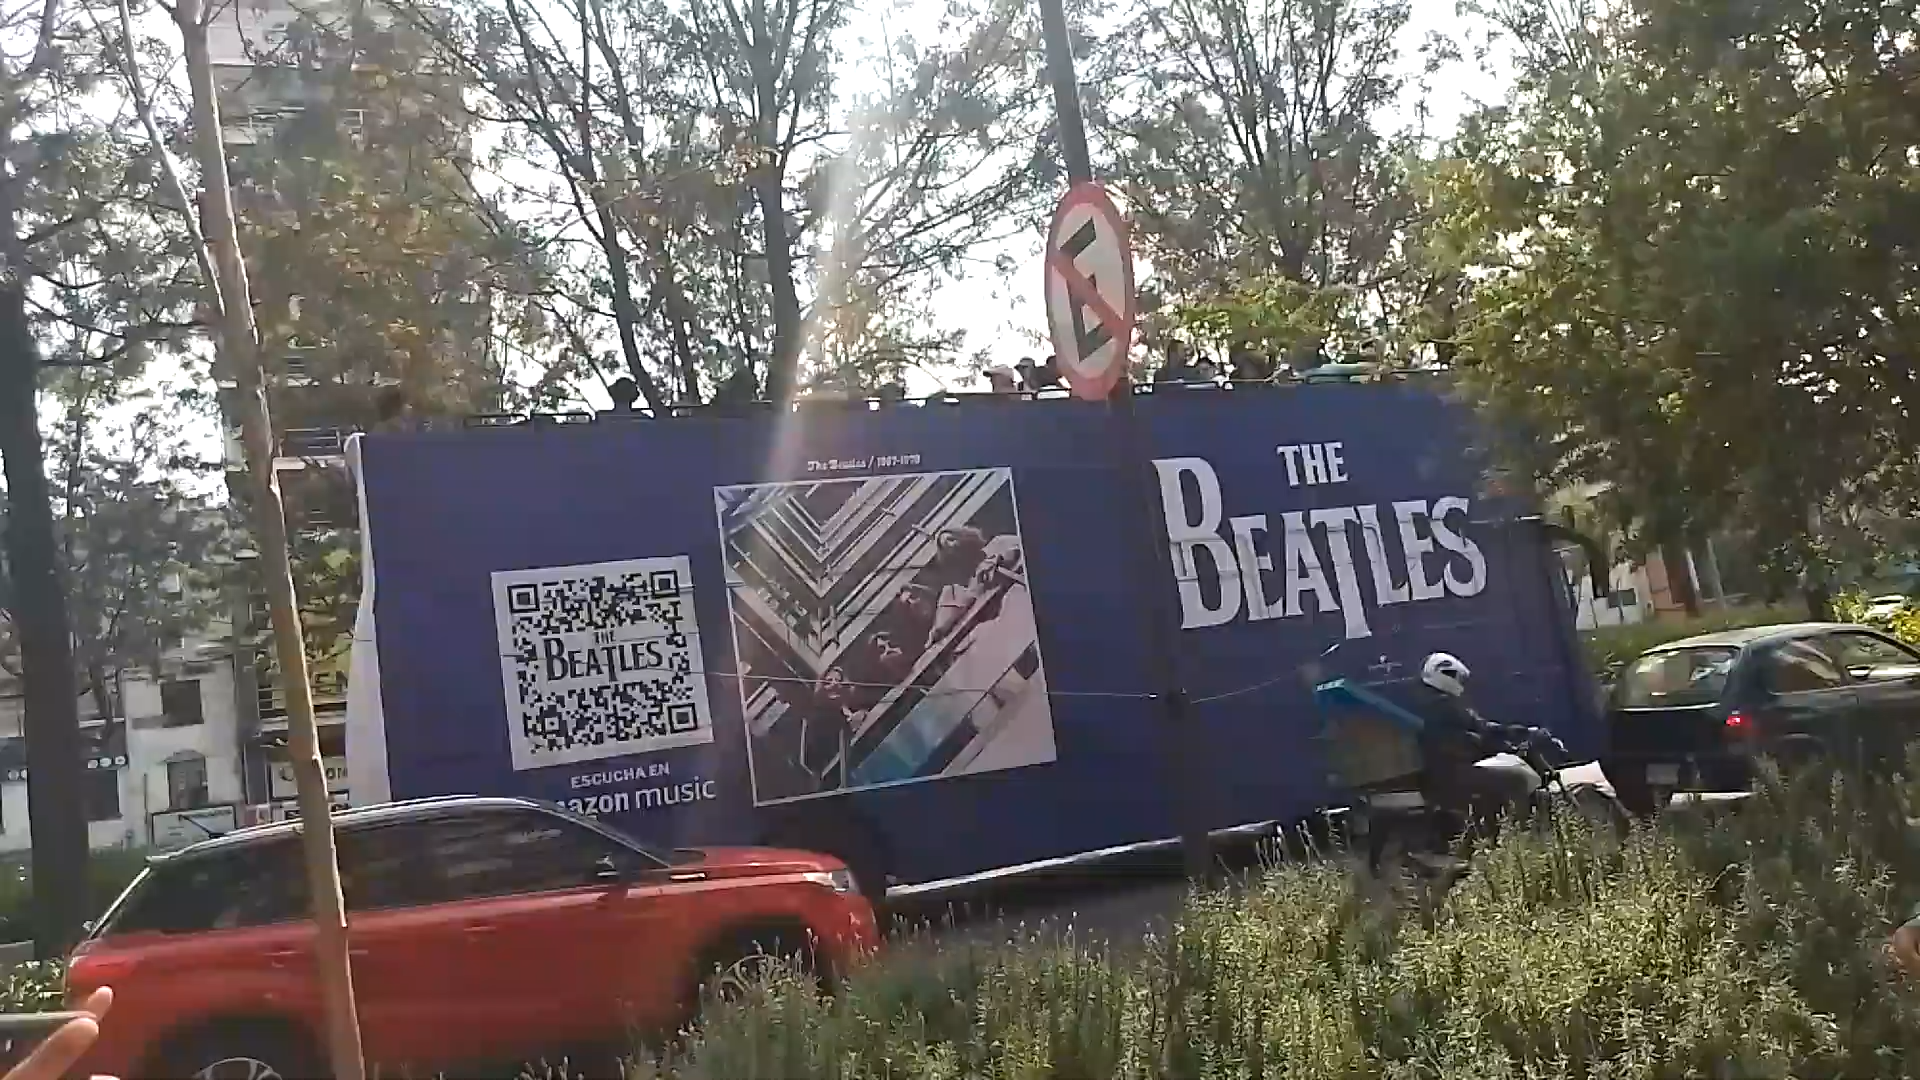 The Beatles / 1967-1970
THE
BEATLES
THE
BEATLES
ESCUCHA EN
azon music
E